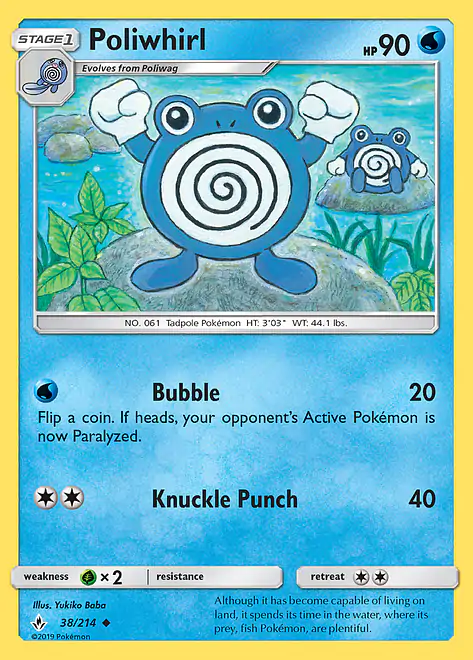 STAGE 1 Poliwhirl HP 90
Evolves from Poliwag
NO. 061 Tadpole Pokémon HT: 3'03" WT: 44.1 lbs.
Bubble 20
Flip a coin. If heads, your opponent's Active Pokémon is
now Paralyzed.
Knuckle Punch 40
weakness ×2 resistance retreat
Illus. Yukiko Baba
38/214
©2019 Pokémon
Although it has become capable of living on
land, it spends its time in the water, where its
prey, fish Pokémon, are plentiful.